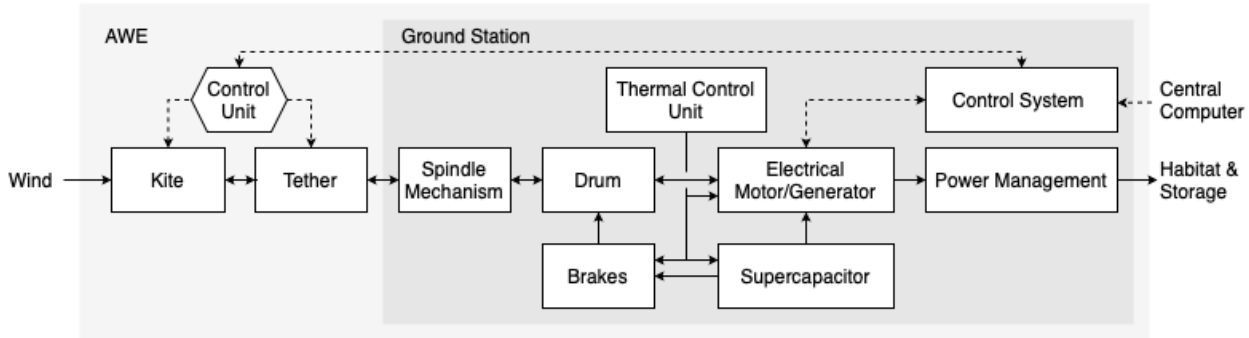 AWE
Ground Station
Control
Unit
Thermal Control
Unit
Control System
Central
Computer
Wind
Kite
Tether
Spindle
Mechanism
Drum
Electrical
Motor/Generator
Power Management
Habitat &
Storage
Brakes
Supercapacitor